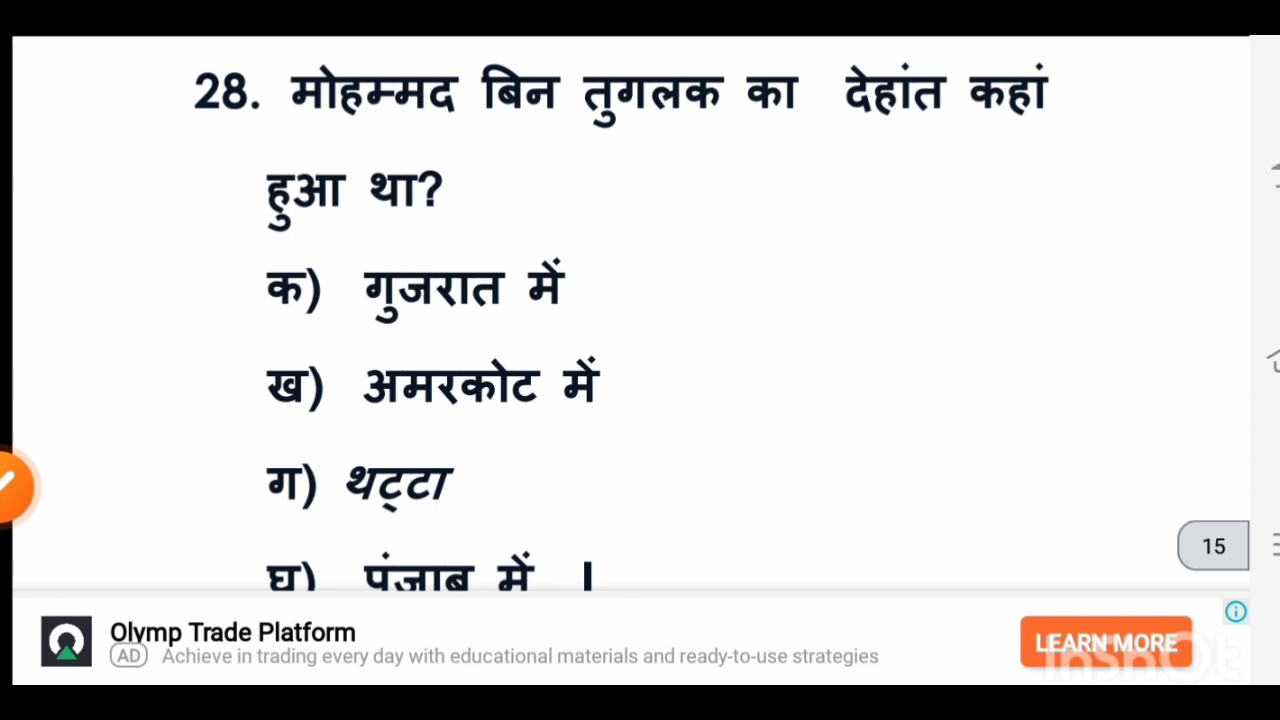 28. मोहम्मद बिन तुगलक का देहांत कहां
हुआ था?
क) गुजरात में
ख) अमरकोट में
ग) थट्टा
घ) पंजाब में |
15
Olymp Trade Platform
AD Achieve in trading every day with educational materials and ready-to-use strategies
LEARN MORE
InShOt